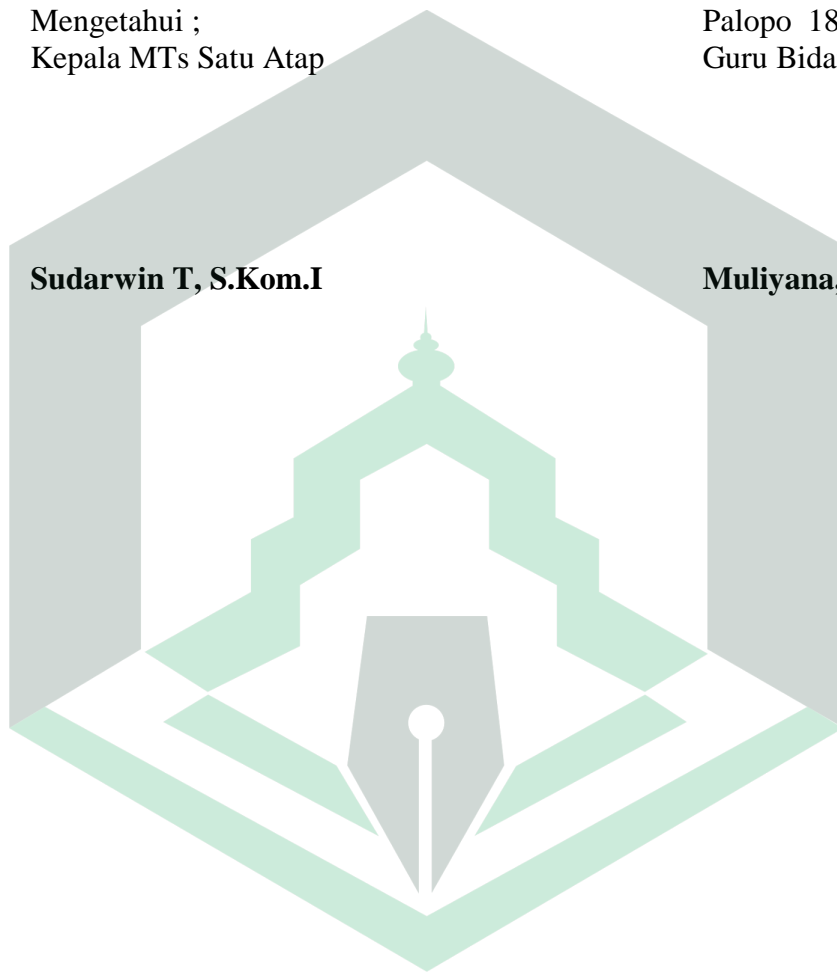 Mengetahui ; Palopo 18
Kepala MTs Satu Atap Guru Bida
Sudarwin T, S.Kom.I Muliyana,